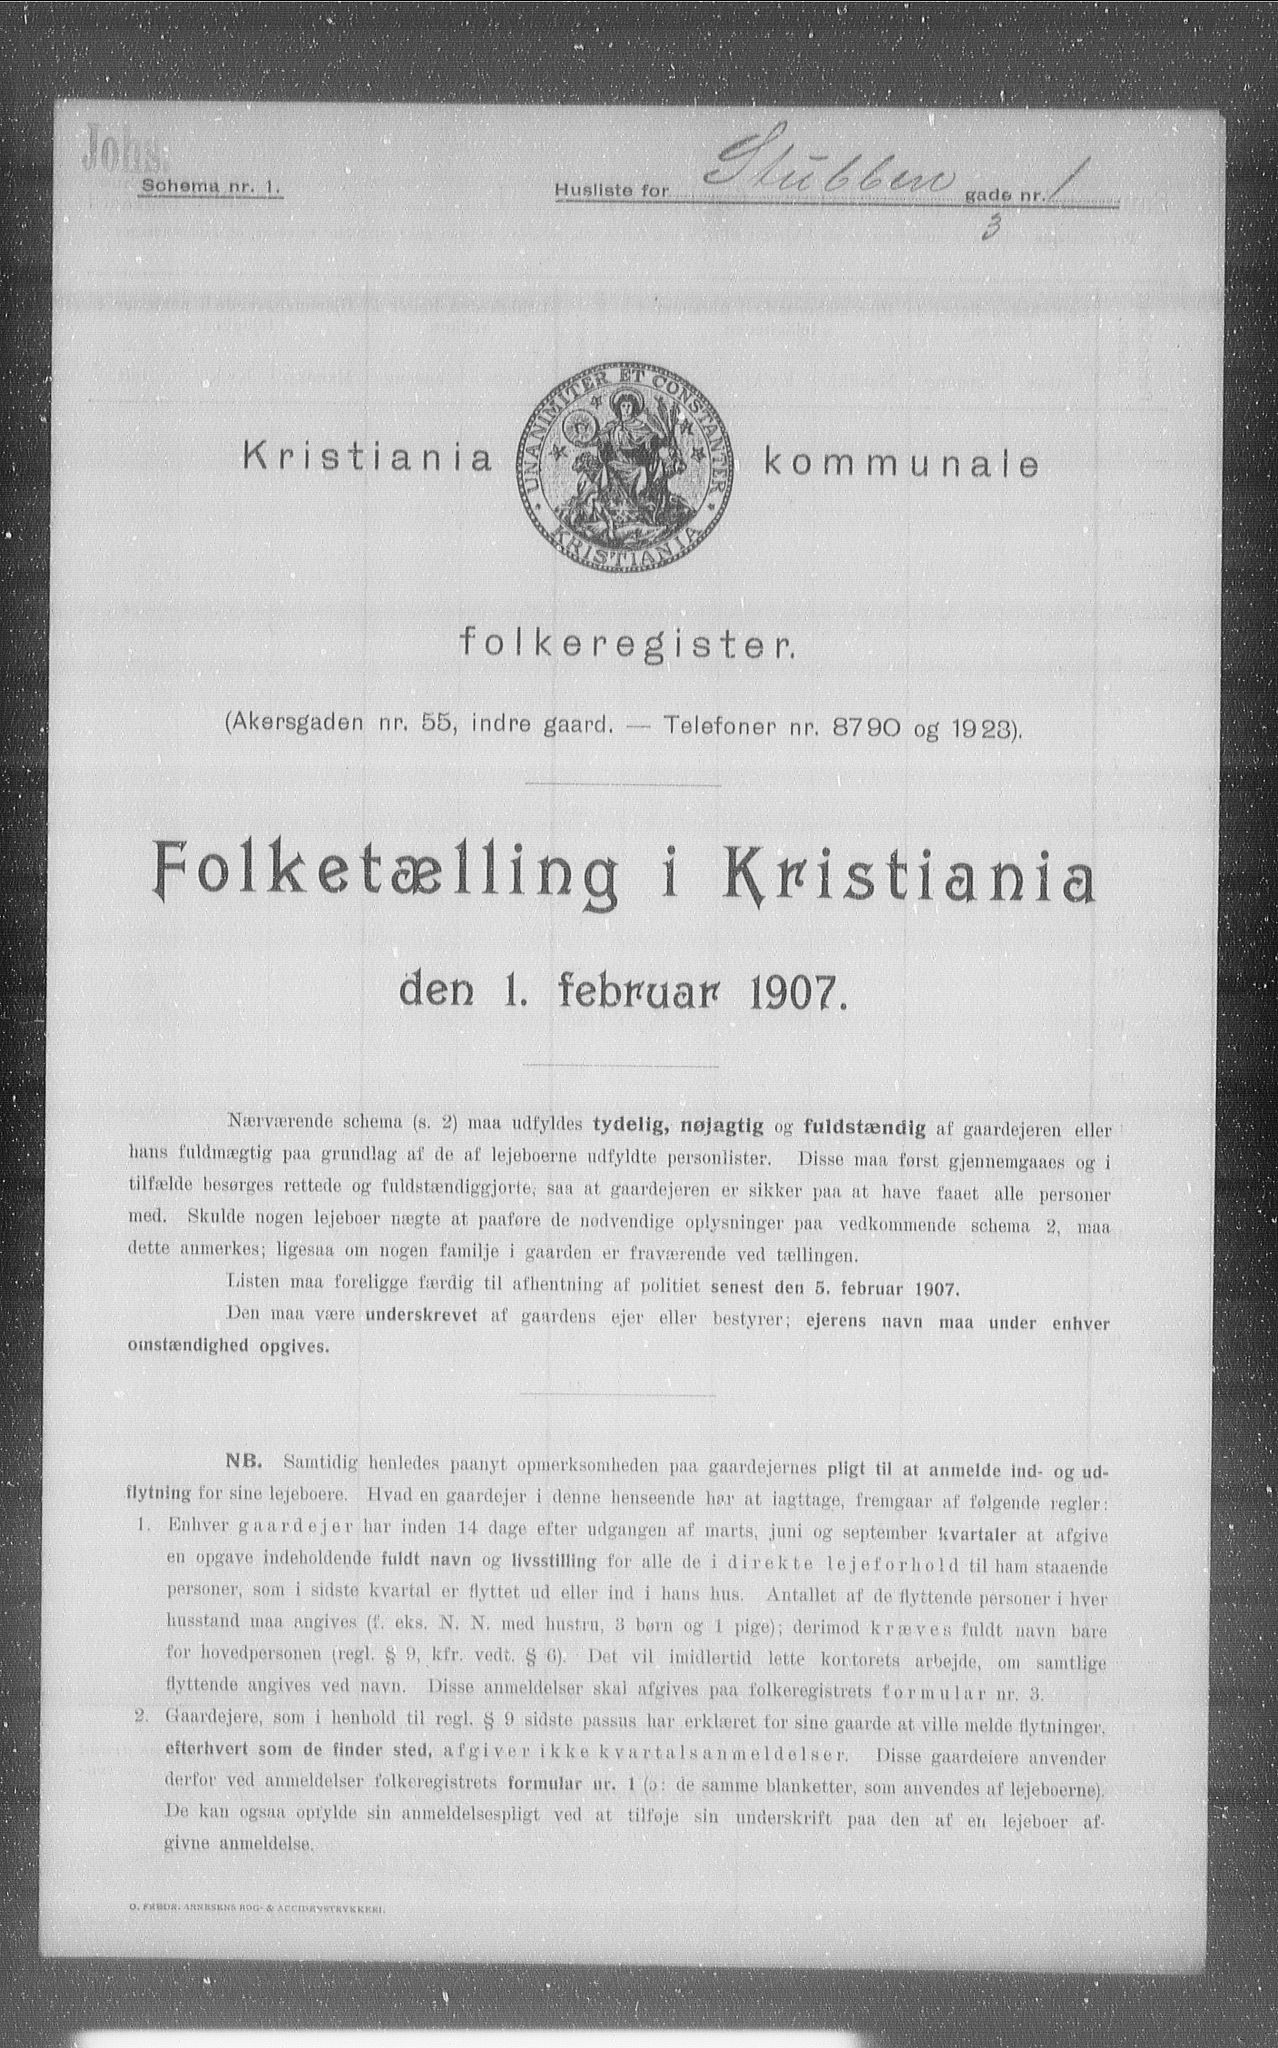 Schema nr. 1.
Husliste for Stubben gade nr. 1
3
UNANIMITER ET CONSTANTER
KRISTIANIA
Kristiania kommunale
folkeregister.
(Akersgaden nr. 55, indre gaard. — Telefoner nr. 8790 og 1923).
Folketælling i Kristiania
den 1. februar 1907.
Nærværende schema (s. 2) maa udfyldes tydelig, nøjagtig og fuldstændig af gaardejeren eller
hans fuldmægtig paa grundlag af de af lejeboerne udfyldte personlister. Disse maa først gjennemgaaes og i
tilfælde besørges rettede og fuldstændiggjorte, saa at gaardejeren er sikker paa at have faaet alle personer
med. Skulde nogen lejeboer nægte at paaføre de nødvendige oplysninger paa vedkommende schema 2, maa
dette anmerkes; ligesaa om nogen familje i gaarden er fraværende ved tællingen.
Listen maa foreligge færdig til afhentning af politiet senest den 5. februar 1907.
Den maa være underskrevet af gaardens ejer eller bestyrer; ejerens navn maa under enhver
omstændighed opgives.
NB. Samtidig henledes paanyt opmerksomheden paa gaardejernes pligt til at anmelde ind- og ud-
flytning for sine lejeboere. Hvad en gaardejer i denne henseende har at iagttage, fremgaar af følgende regler:
1. Enhver gaardejer har inden 14 dage efter udgangen af marts, juni og september kvartaler at afgive
en opgave indeholdende fuldt navn og livsstilling for alle de i direkte lejeforhold til ham staaende
personer, som i sidste kvartal er flyttet ud eller ind i hans hus. Antallet af de flyttende personer i hver
husstand maa angives (f. eks. N. N. med hustru, 3 børn og 1 pige); derimod kræves fuldt navn bare
for hovedpersonen (regl. § 9, kfr. vedt. § 6). Det vil imidlertid lette kontorets arbejde, om samtlige
flyttende angives ved navn. Disse anmeldelser skal afgives paa folkeregistrets formular nr. 3.
2. Gaardejere, som i henhold til regl. § 9 sidste passus har erklæret for sine gaarde at ville melde flytninger,
efterhvert som de finder sted, afgiver ikke kvartalsanmeldelser. Disse gaardeiere anvender
derfor ved anmeldelser folkeregistrets formular nr. 1 (ɔ: de samme blanketter, som anvendes af lejeboerne).
De kan ogsaa opfylde sin anmeldelsespligt ved at tilføje sin underskrift paa den af en lejeboer af-
givne anmeldelse.
O. FREDR. ARNESENS BOG- & ACCIDENSTRYKKERI.